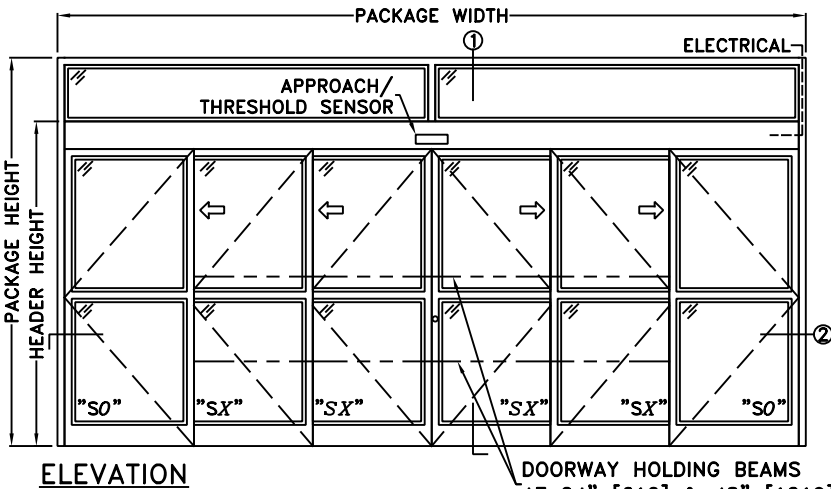 PACKAGE WIDTH
①
ELECTRICAL
APPROACH/
THRESHOLD SENSOR
PACKAGE HEIGHT
HEADER HEIGHT
②
"SO" "SX" "SX" "SX" "SX" "SO"
ELEVATION
DOORWAY HOLDING BEAMS